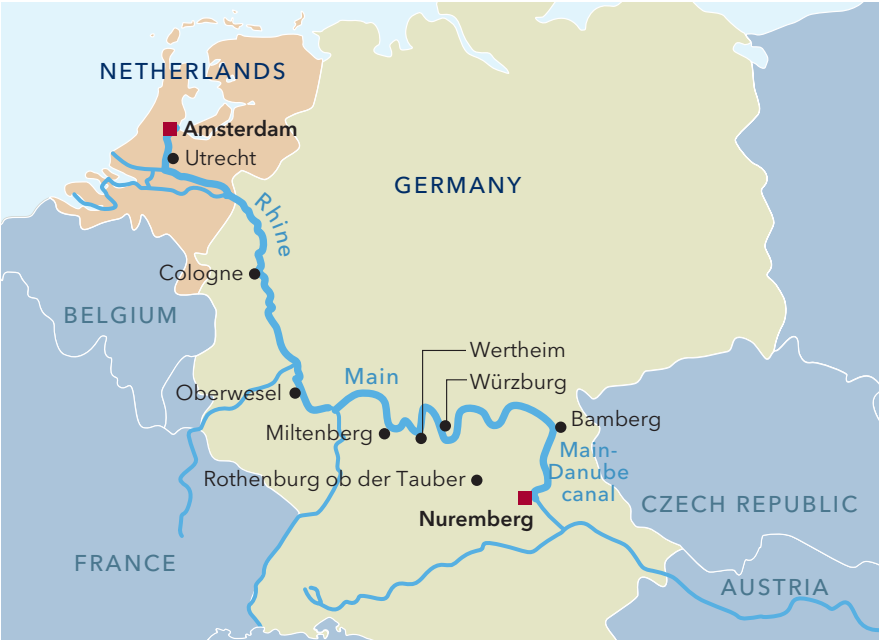 NETHERLANDS
Amsterdam
Utrecht
GERMANY
Rhine
Cologne
BELGIUM
Wertheim
Main
Würzburg
Oberwesel
Bamberg
Miltenberg
Main-
Danube
canal
Rothenburg ob der Tauber
CZECH REPUBLIC
Nuremberg
FRANCE
AUSTRIA